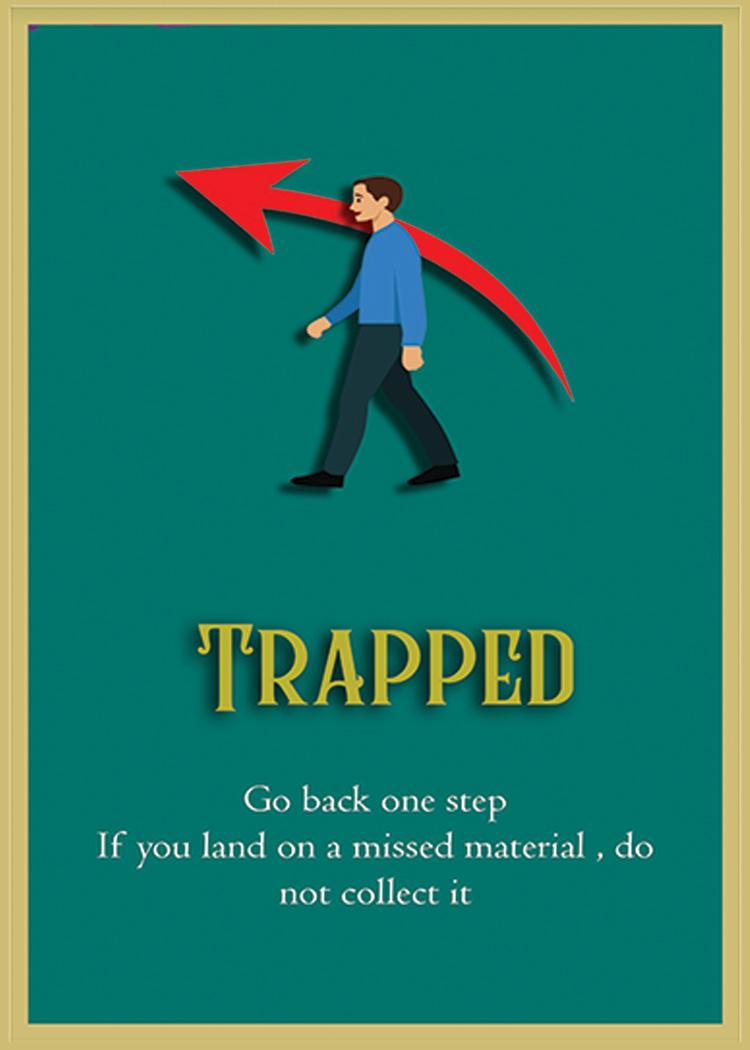 TRAPPED
Go back one step
If you land on a missed material , do
not collect it